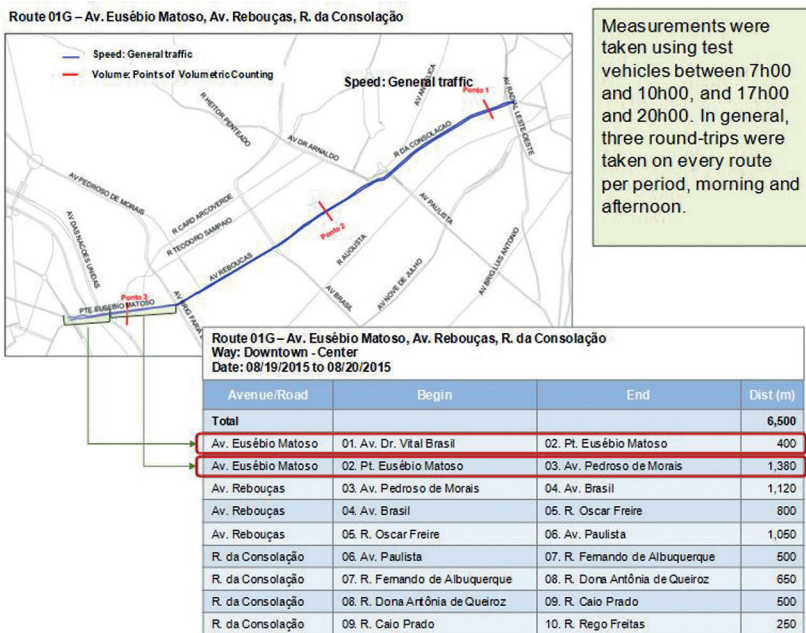 Route 01G – Av. Eusébio Matoso, Av. Rebouças, R. da Consolação
Speed: General traffic
Volume: Points of Volumetric Counting
Speed: General traffic
Ponto 1
AV ANGELICA
AV RADIAL LESTE-OESTE
R HEITOR PENTEADO
AV DR ARNALDO
R DA CONSOLACAO
AV PEDROSO DE MORAIS
R CARD ARCOVERDE
R TEODORO SAMPAIO
Ponto 2
AV PAULISTA
R AUGUSTA
AV DAS NACOES UNIDAS
AV REBOUCAS
AV NOVE DE JULHO
AV BRIG LUIS ANTONIO
AV BRASIL
Ponto 3
PTE EUSEBIO MATOSO
AV BRIG FARIA
Measurements were
taken using test
vehicles between 7h00
and 10h00, and 17h00
and 20h00. In general,
three round-trips were
taken on every route
per period, morning and
afternoon.
Route 01G – Av. Eusébio Matoso, Av. Rebouças, R. da Consolação
Way: Downtown - Center
Date: 08/19/2015 to 08/20/2015
Avenue/Road Begin End Dist (m)
Total 6,500
Av. Eusébio Matoso 01. Av. Dr. Vital Brasil 02. Pt. Eusébio Matoso 400
Av. Eusébio Matoso 02. Pt. Eusébio Matoso 03. Av. Pedroso de Morais 1,380
Av. Rebouças 03. Av. Pedroso de Morais 04. Av. Brasil 1,120
Av. Rebouças 04. Av. Brasil 05. R. Oscar Freire 800
Av. Rebouças 05. R. Oscar Freire 06. Av. Paulista 1,050
R. da Consolação 06. Av. Paulista 07. R. Fernando de Albuquerque 500
R. da Consolação 07. R. Fernando de Albuquerque 08. R. Dona Antônia de Queiroz 650
R. da Consolação 08. R. Dona Antônia de Queiroz 09. R. Caio Prado 500
R. da Consolação 09. R. Caio Prado 10. R. Rego Freitas 250